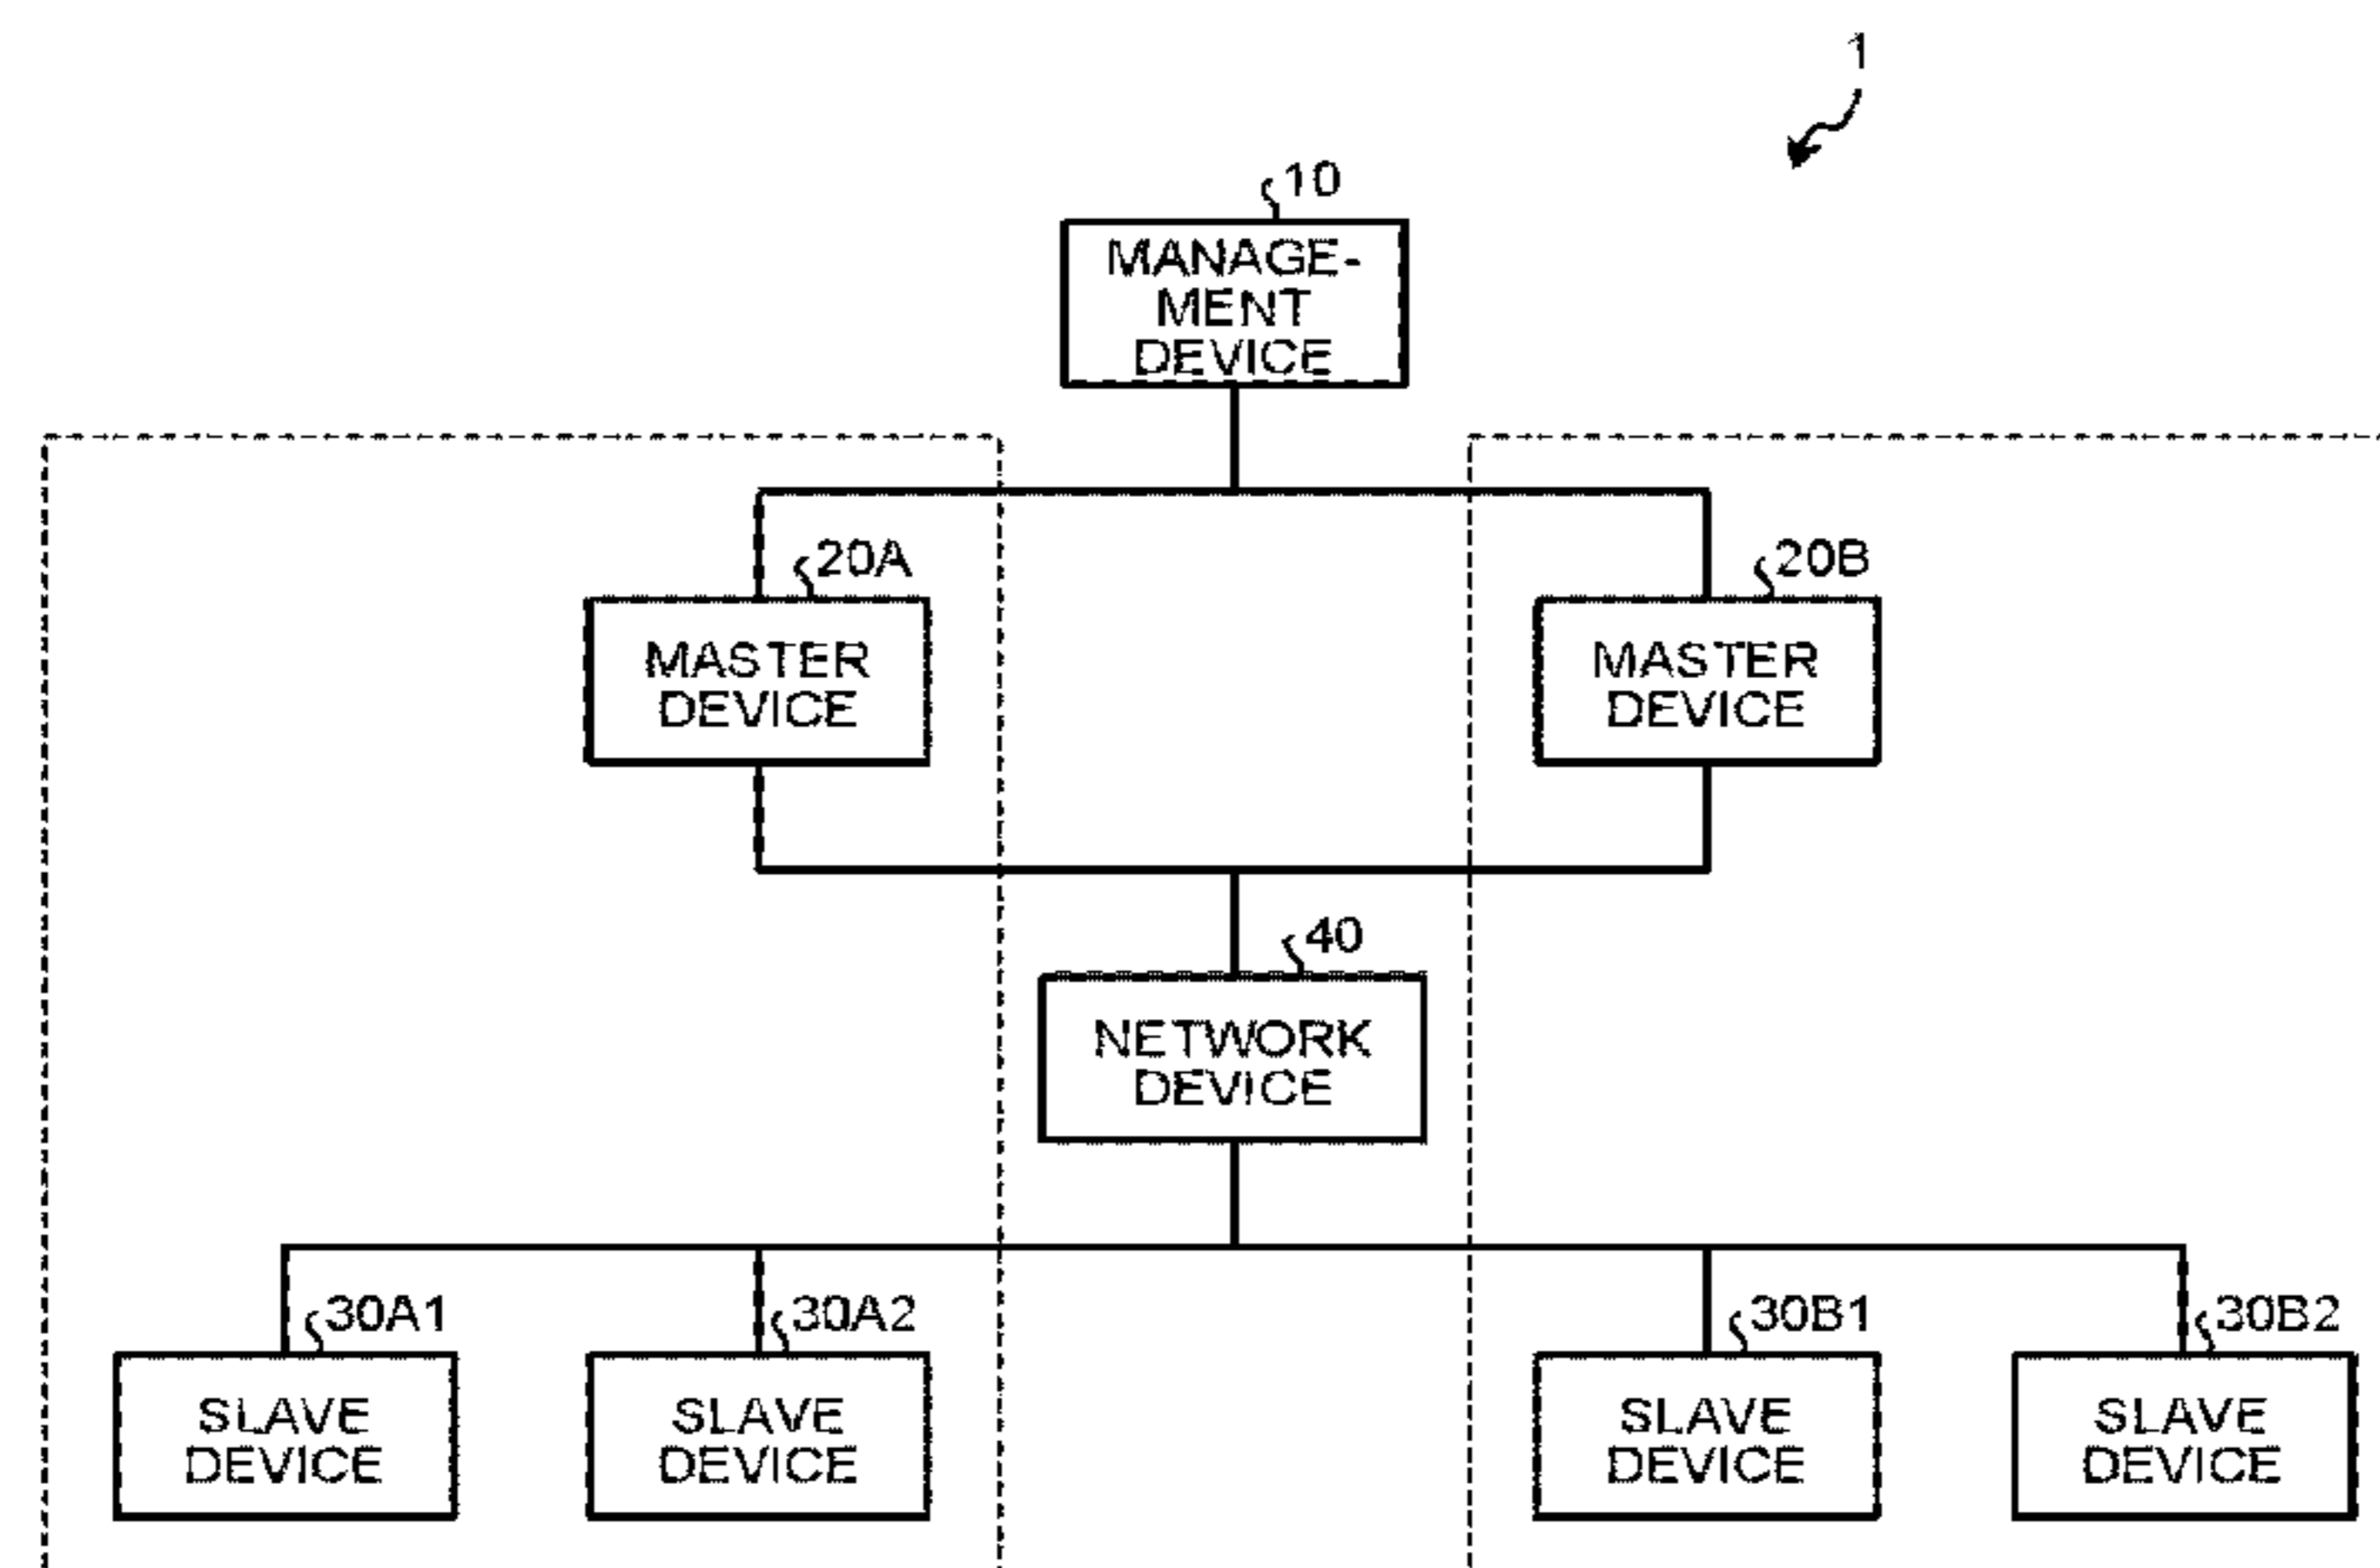 1
10
MANAGE-
MENT
DEVICE
20A
20B
MASTER
DEVICE
MASTER
DEVICE
40
NETWORK
DEVICE
30A1
30A2
30B1
30B2
SLAVE
DEVICE
SLAVE
DEVICE
SLAVE
DEVICE
SLAVE
DEVICE